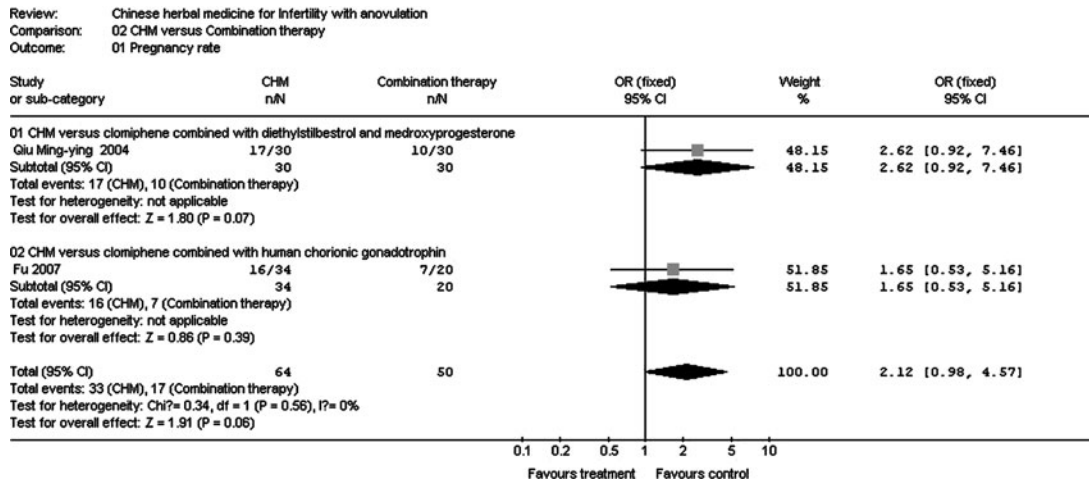 Review: Chinese herbal medicine for Infertility with anovulation
Comparison: 02 CHM versus Combination therapy
Outcome: 01 Pregnancy rate
Study CHM Combination therapy OR (fixed) Weight OR (fixed)
or sub-category n/N n/N 95% CI % 95% CI
01 CHM versus clomiphene combined with diethylstilbestrol and medroxyprogesterone
Qiu Ming-ying 2004 17/30 10/30 48.15 2.62 [0.92, 7.46]
Subtotal (95% CI) 30 30 48.15 2.62 [0.92, 7.46]
Total events: 17 (CHM), 10 (Combination therapy)
Test for heterogeneity: not applicable
Test for overall effect: Z = 1.80 (P = 0.07)
02 CHM versus clomiphene combined with human chorionic gonadotrophin
Fu 2007 16/34 7/20 51.85 1.65 [0.53, 5.16]
Subtotal (95% CI) 34 20 51.85 1.65 [0.53, 5.16]
Total events: 16 (CHM), 7 (Combination therapy)
Test for heterogeneity: not applicable
Test for overall effect: Z = 0.86 (P = 0.39)
Total (95% CI) 64 50 100.00 2.12 [0.98, 4.57]
Total events: 33 (CHM), 17 (Combination therapy)
Test for heterogeneity: Chi?= 0.34, df = 1 (P = 0.56), I?= 0%
Test for overall effect: Z = 1.91 (P = 0.06)
0.1 0.2 0.5 1 2 5 10
Favours treatment Favours control